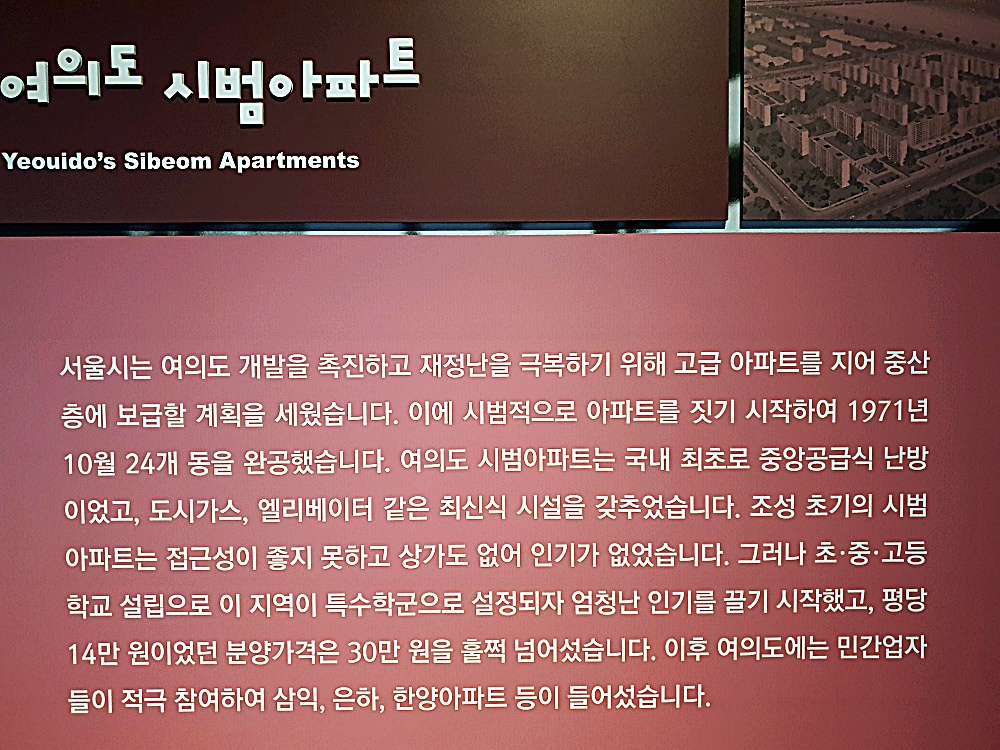 여의도 시범아파트
Yeouido's Sibeom Apartments
서울시는 여의도 개발을 촉진하고 재정난을 극복하기 위해 고급 아파트를 지어 중산
층에 보급할 계획을 세웠습니다. 이에 시범적으로 아파트를 짓기 시작하여 1971년
10월 24개 동을 완공했습니다. 여의도 시범아파트는 국내 최초로 중앙공급식 난방
이었고, 도시가스, 엘리베이터 같은 최신식 시설을 갖추었습니다. 조성 초기의 시범
아파트는 접근성이 좋지 못하고 상가도 없어 인기가 없었습니다. 그러나 초·중·고등
학교 설립으로 이 지역이 특수학군으로 설정되자 엄청난 인기를 끌기 시작했고, 평당
14만 원이었던 분양가격은 30만 원을 훌쩍 넘어섰습니다. 이후 여의도에는 민간업자
들이 적극 참여하여 삼익, 은하, 한양아파트 등이 들어섰습니다.